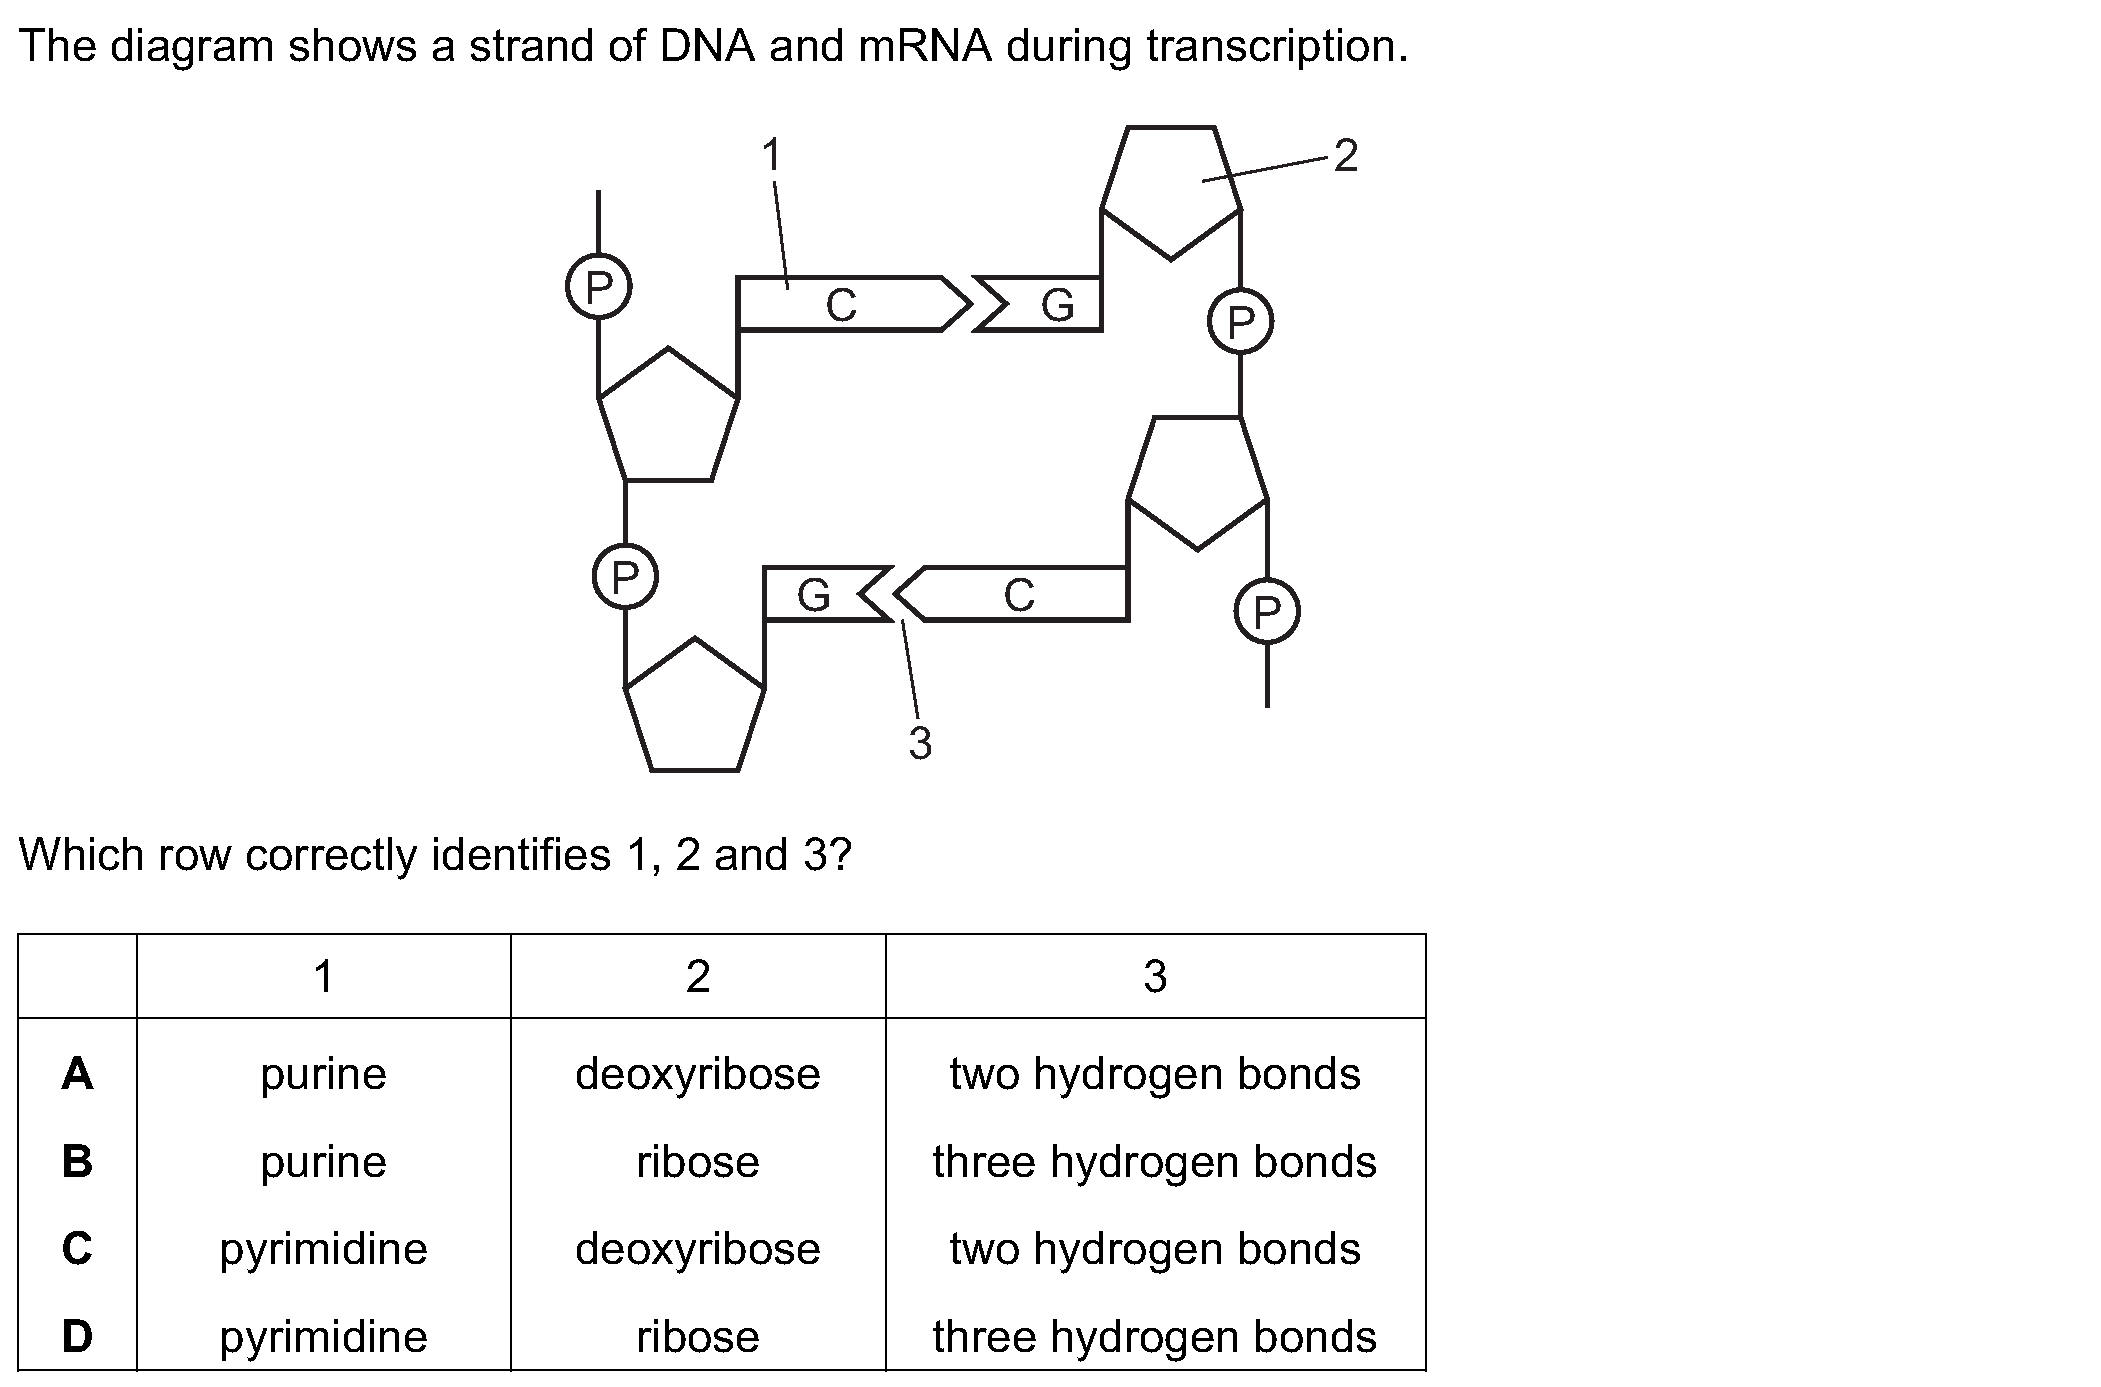 The diagram shows a strand of DNA and mRNA during transcription.
1
2
P
C
G
P
P
G
C
P
3
Which row correctly identifies 1, 2 and 3?
1 2 3
A purine deoxyribose two hydrogen bonds
B purine ribose three hydrogen bonds
C pyrimidine deoxyribose two hydrogen bonds
D pyrimidine ribose three hydrogen bonds